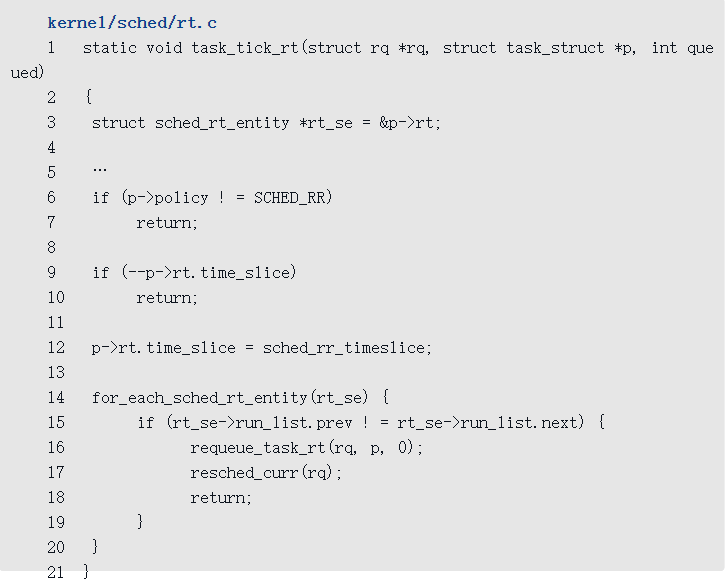 kernel/sched/rt.c
1 static void task_tick_rt(struct rq *rq, struct task_struct *p, int que
ued)
2 {
3 struct sched_rt_entity *rt_se = &p->rt;
4
5 …
6 if (p->policy ! = SCHED_RR)
7 return;
8
9 if (--p->rt.time_slice)
10 return;
11
12 p->rt.time_slice = sched_rr_timeslice;
13
14 for_each_sched_rt_entity(rt_se) {
15 if (rt_se->run_list.prev ! = rt_se->run_list.next) {
16 requeue_task_rt(rq, p, 0);
17 resched_curr(rq);
18 return;
19 }
20 }
21 }